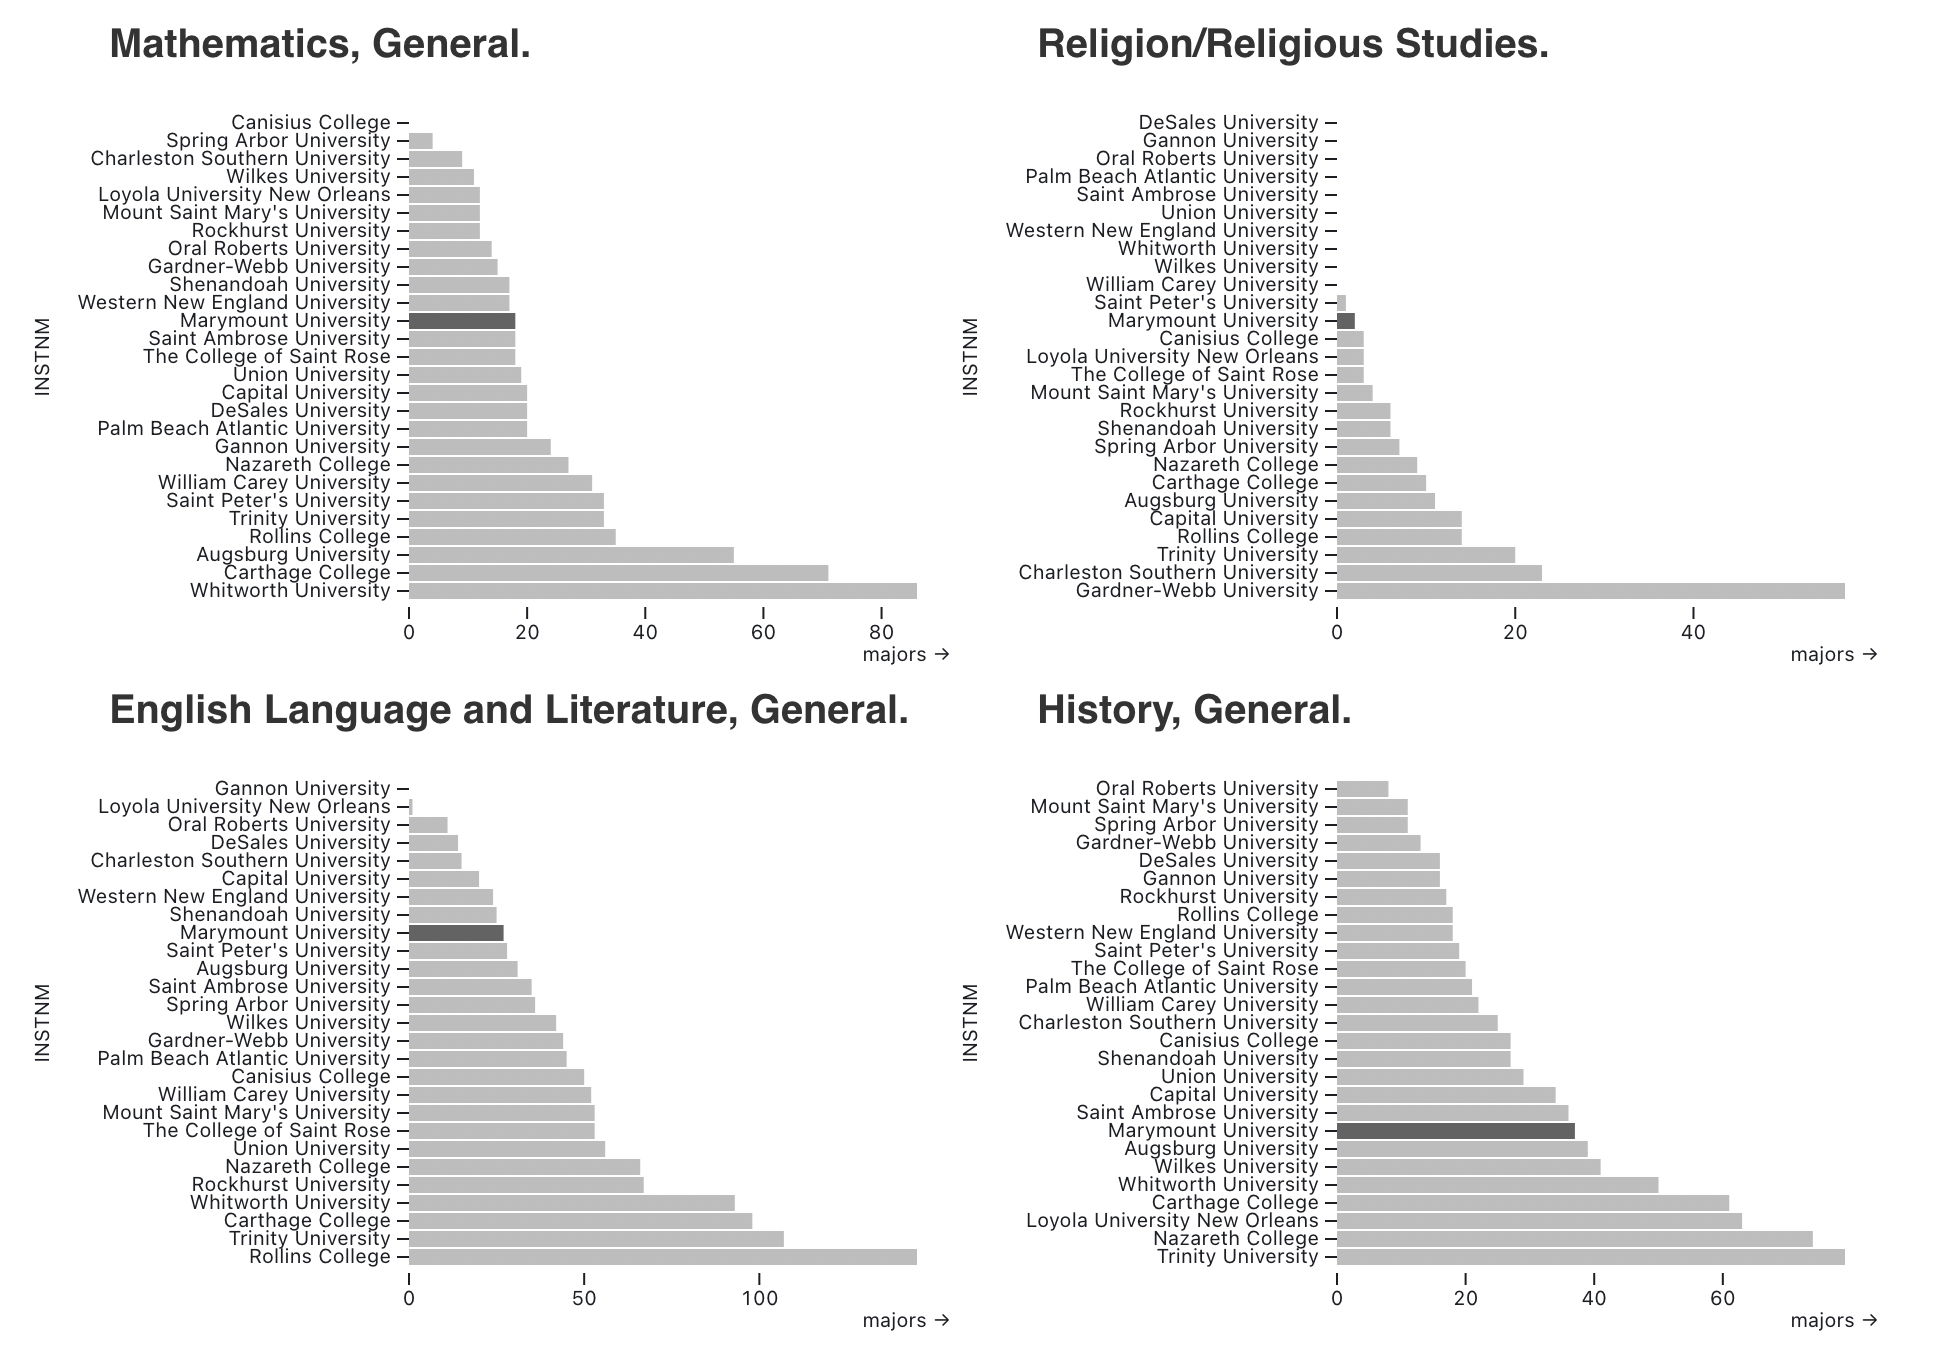 Mathematics, General.
INSTNM
Canisius College
Spring Arbor University
Charleston Southern University
Wilkes University
Loyola University New Orleans
Mount Saint Mary's University
Rockhurst University
Oral Roberts University
Gardner-Webb University
Shenandoah University
Western New England University
Marymount University
Saint Ambrose University
The College of Saint Rose
Union University
Capital University
DeSales University
Palm Beach Atlantic University
Gannon University
Nazareth College
William Carey University
Saint Peter's University
Trinity University
Rollins College
Augsburg University
Carthage College
Whitworth University
0 20 40 60 80
majors →
Religion/Religious Studies.
INSTNM
DeSales University
Gannon University
Oral Roberts University
Palm Beach Atlantic University
Saint Ambrose University
Union University
Western New England University
Whitworth University
Wilkes University
William Carey University
Saint Peter's University
Marymount University
Canisius College
Loyola University New Orleans
The College of Saint Rose
Mount Saint Mary's University
Rockhurst University
Shenandoah University
Spring Arbor University
Nazareth College
Carthage College
Augsburg University
Capital University
Rollins College
Trinity University
Charleston Southern University
Gardner-Webb University
0 20 40
majors →
English Language and Literature, General.
INSTNM
Gannon University
Loyola University New Orleans
Oral Roberts University
DeSales University
Charleston Southern University
Capital University
Western New England University
Shenandoah University
Marymount University
Saint Peter's University
Augsburg University
Saint Ambrose University
Spring Arbor University
Wilkes University
Gardner-Webb University
Palm Beach Atlantic University
Canisius College
William Carey University
Mount Saint Mary's University
The College of Saint Rose
Union University
Nazareth College
Rockhurst University
Whitworth University
Carthage College
Trinity University
Rollins College
0 50 100
majors →
History, General.
INSTNM
Oral Roberts University
Mount Saint Mary's University
Spring Arbor University
Gardner-Webb University
DeSales University
Gannon University
Rockhurst University
Rollins College
Western New England University
Saint Peter's University
The College of Saint Rose
Palm Beach Atlantic University
William Carey University
Charleston Southern University
Canisius College
Shenandoah University
Union University
Capital University
Saint Ambrose University
Marymount University
Augsburg University
Wilkes University
Whitworth University
Carthage College
Loyola University New Orleans
Nazareth College
Trinity University
0 20 40 60
majors →